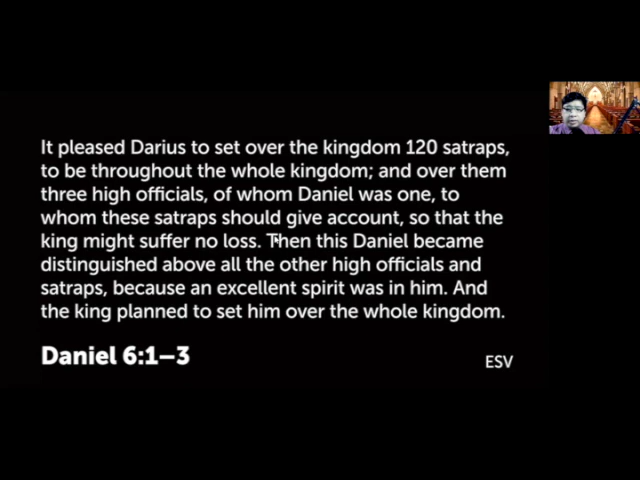 It pleased Darius to set over the kingdom 120 satraps,
to be throughout the whole kingdom; and over them
three high officials, of whom Daniel was one, to
whom these satraps should give account, so that the
king might suffer no loss. Then this Daniel became
distinguished above all the other high officials and
satraps, because an excellent spirit was in him. And
the king planned to set him over the whole kingdom.
Daniel 6:1–3
ESV